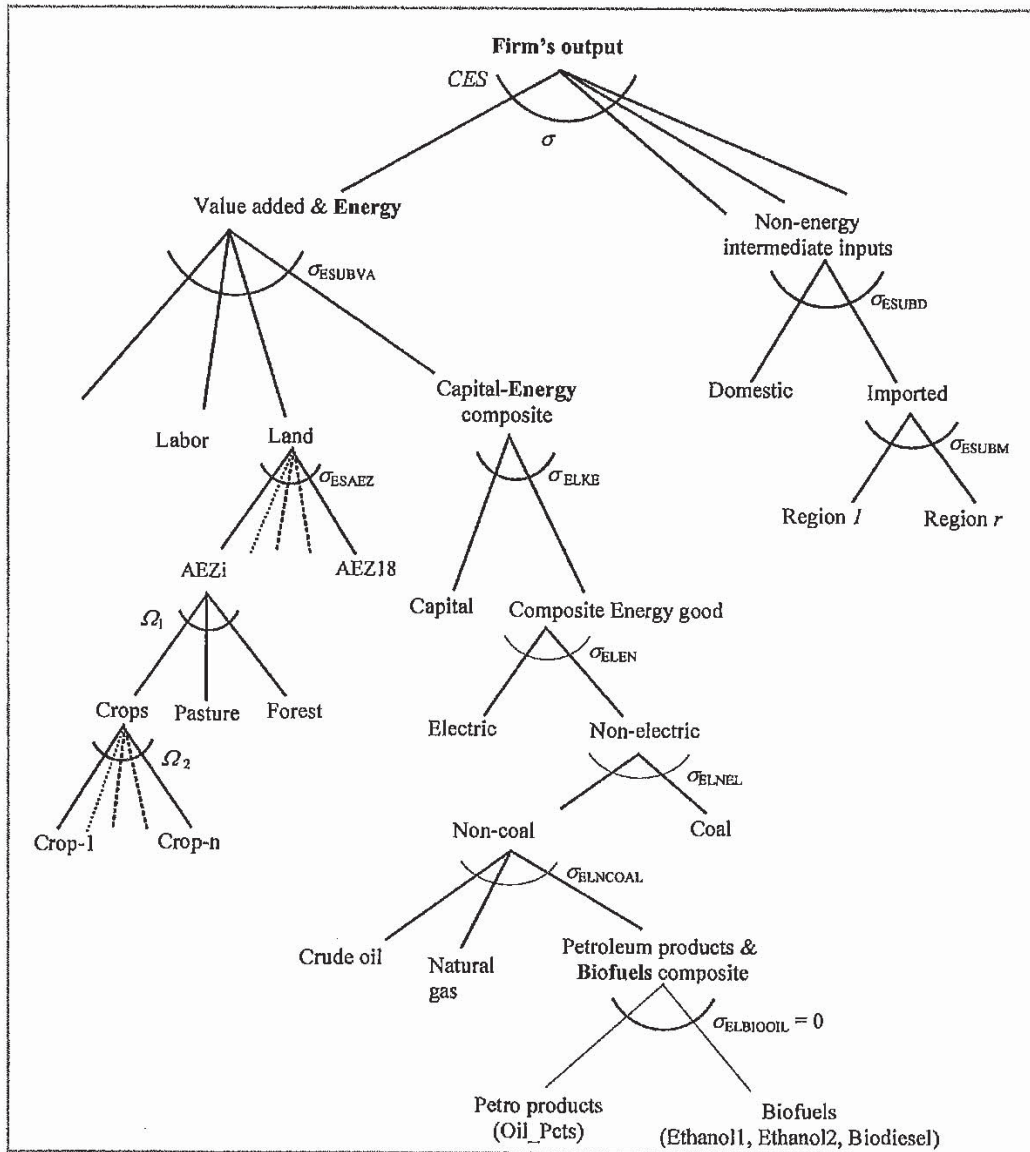 Firm's output
CES
σ
Value added & Energy
Non-energy
intermediate inputs
σESUBVA
σESUBD
Capital-Energy
composite
Domestic
Imported
Labor
Land
σESAEZ
σELKE
σESUBM
Region 1
Region r
AEZi
AEZ18
Capital
Composite Energy good
Ω1
σELEN
Crops
Pasture
Forest
Electric
Non-electric
Ω2
σELNEL
Crop-1
Crop-n
Non-coal
Coal
σELNCOAL
Crude oil
Natural
gas
Petroleum products &
Biofuels composite
σELBIOOIL = 0
Petro products
(Oil_Pcts)
Biofuels
(Ethanol1, Ethanol2, Biodiesel)